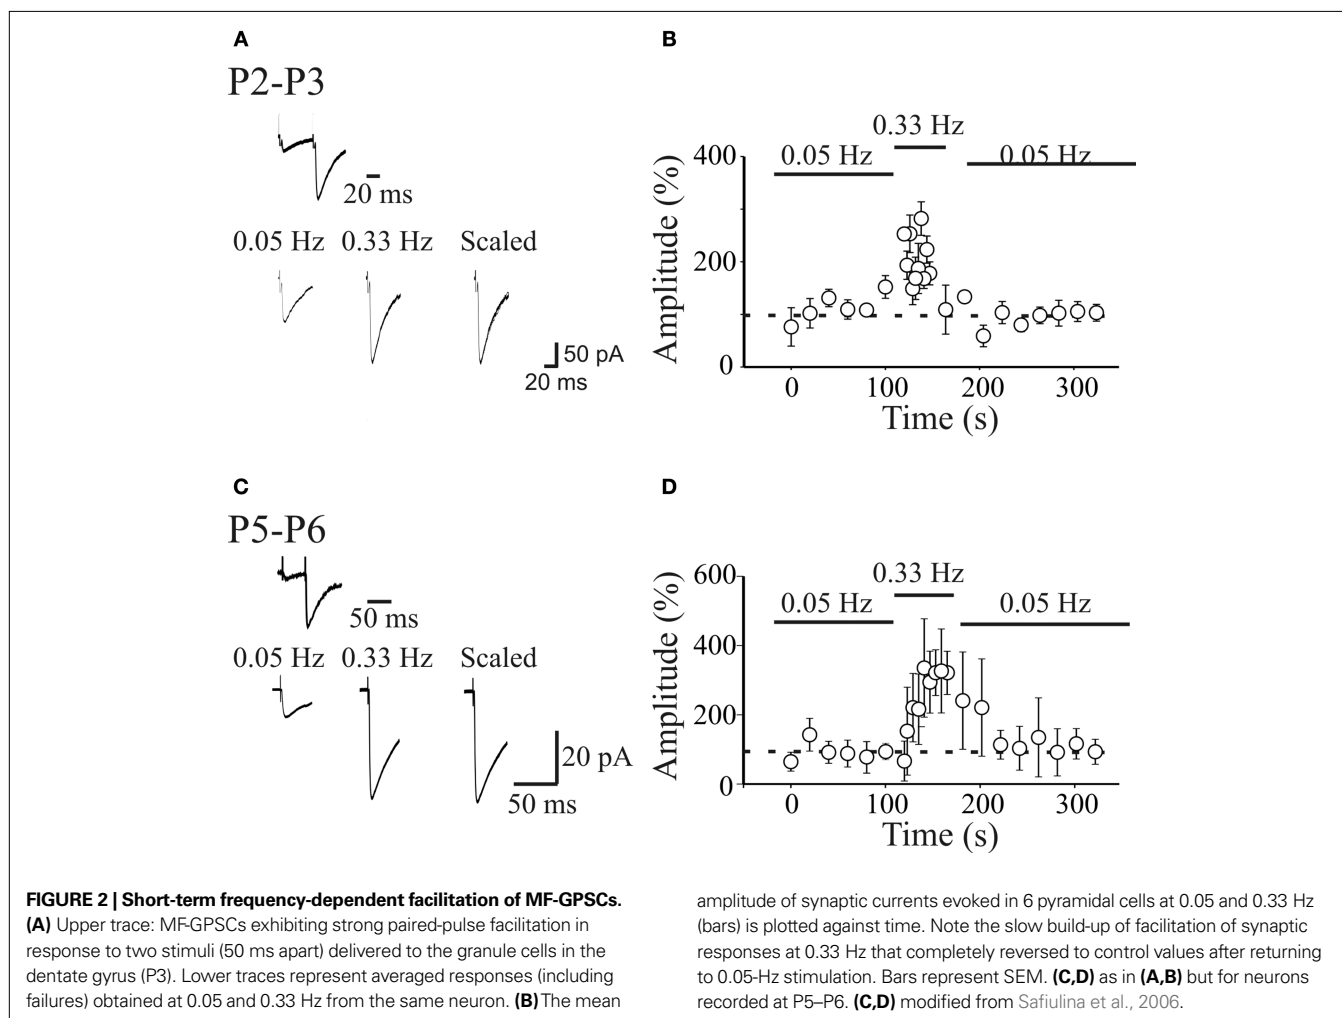 A
P2-P3
20 ms
0.05 Hz 0.33 Hz Scaled
50 pA
20 ms
B
0.33 Hz
0.05 Hz
0.05 Hz
400
200
0
Amplitude (%)
0 100 200 300
Time (s)
C
P5-P6
50 ms
0.05 Hz 0.33 Hz Scaled
20 pA
50 ms
D
0.33 Hz
0.05 Hz
0.05 Hz
600
400
200
0
Amplitude (%)
0 100 200 300
Time (s)
FIGURE 2 | Short-term frequency-dependent facilitation of MF-GPSCs.
(A) Upper trace: MF-GPSCs exhibiting strong paired-pulse facilitation in
response to two stimuli (50 ms apart) delivered to the granule cells in the
dentate gyrus (P3). Lower traces represent averaged responses (including
failures) obtained at 0.05 and 0.33 Hz from the same neuron. (B) The mean
amplitude of synaptic currents evoked in 6 pyramidal cells at 0.05 and 0.33 Hz
(bars) is plotted against time. Note the slow build-up of facilitation of synaptic
responses at 0.33 Hz that completely reversed to control values after returning
to 0.05-Hz stimulation. Bars represent SEM. (C,D) as in (A,B) but for neurons
recorded at P5–P6. (C,D) modified from Safiulina et al., 2006.